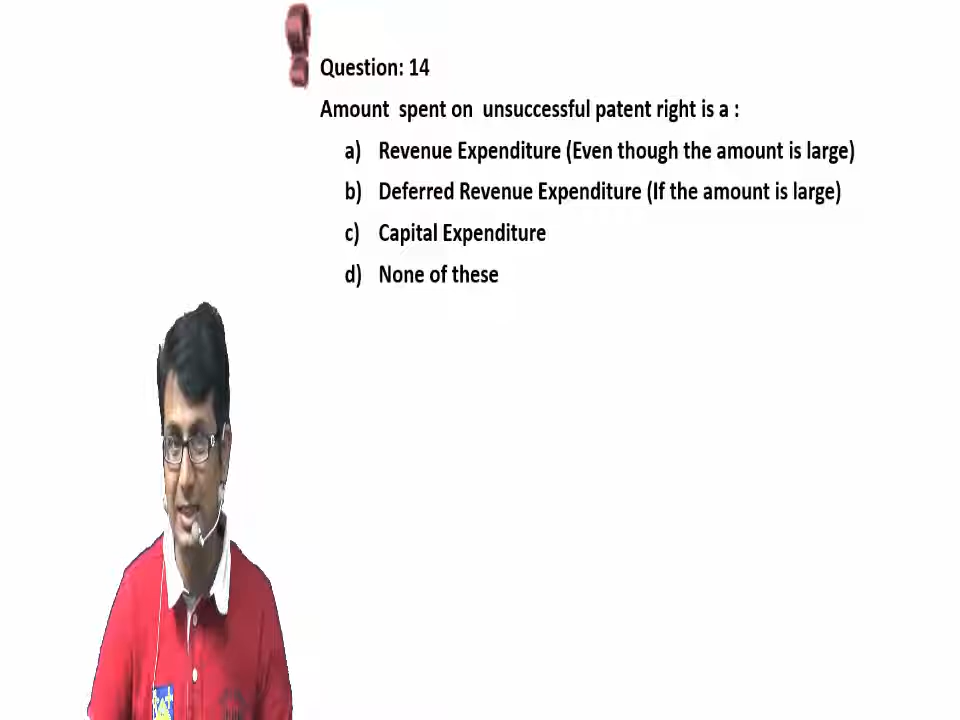 Question: 14
Amount spent on unsuccessful patent right is a :
a) Revenue Expenditure (Even though the amount is large)
b) Deferred Revenue Expenditure (If the amount is large)
c) Capital Expenditure
d) None of these